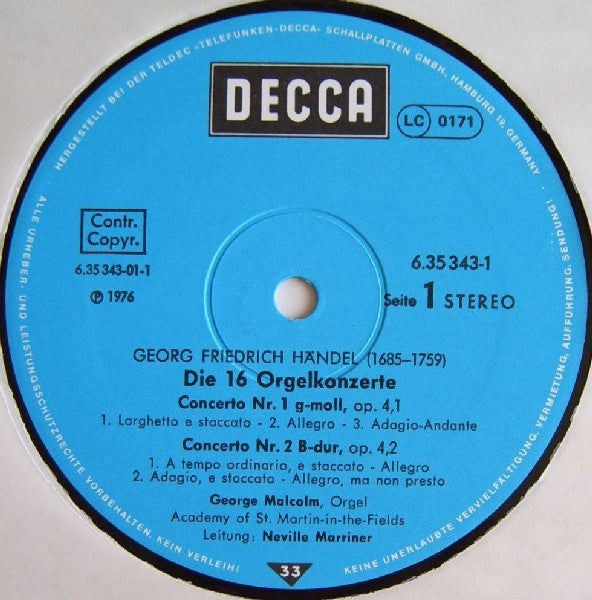 HERGESTELLT BEI DER TELDEC »TELEFUNKEN-DECCA« SCHALLPLATTEN GMBH, HAMBURG 19, GERMANY
DECCA
LC 0171
Contr.
Copyr.
6.35 343-01-1
6.35 343-1
℗ 1976
Seite 1 STEREO
GEORG FRIEDRICH HÄNDEL (1685–1759)
Die 16 Orgelkonzerte
Concerto Nr. 1 g-moll, op. 4,1
1. Larghetto e staccato - 2. Allegro - 3. Adagio-Andante
Concerto Nr. 2 B-dur, op. 4,2
1. A tempo ordinario, e staccato - Allegro
2. Adagio, e staccato - Allegro, ma non presto
George Malcolm, Orgel
Academy of St. Martin-in-the-Fields
Leitung: Neville Marriner
33
ALLE URHEBER- UND LEISTUNGSSCHUTZRECHTE VORBEHALTEN, KEIN VERLEIH!
KEINE UNERLAUBTE VERVIELFÄLTIGUNG, VERMIETUNG, AUFFÜHRUNG, SENDUNG!